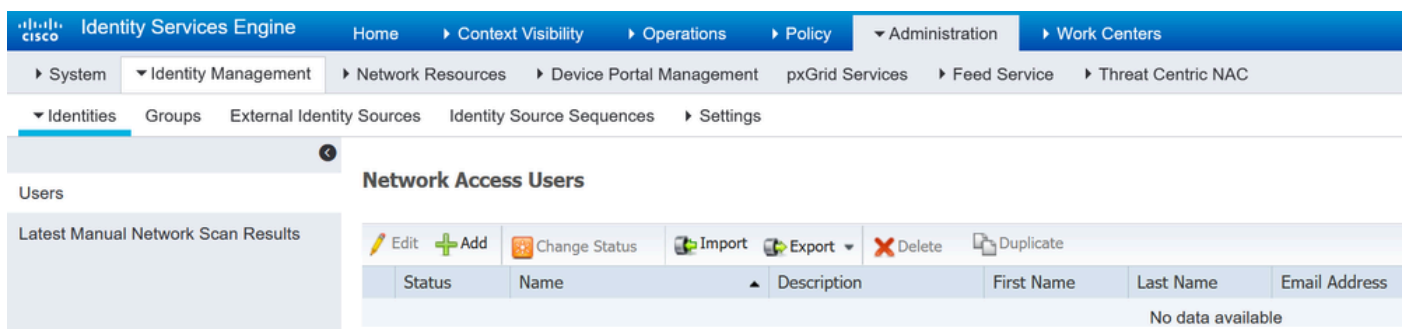 cisco Identity Services Engine Home Context Visibility Operations Policy Administration Work Centers
System Identity Management Network Resources Device Portal Management pxGrid Services Feed Service Threat Centric NAC
Identities Groups External Identity Sources Identity Source Sequences Settings
Users
Latest Manual Network Scan Results
Network Access Users
Edit Add Change Status Import Export Delete Duplicate
Status Name Description First Name Last Name Email Address
No data available